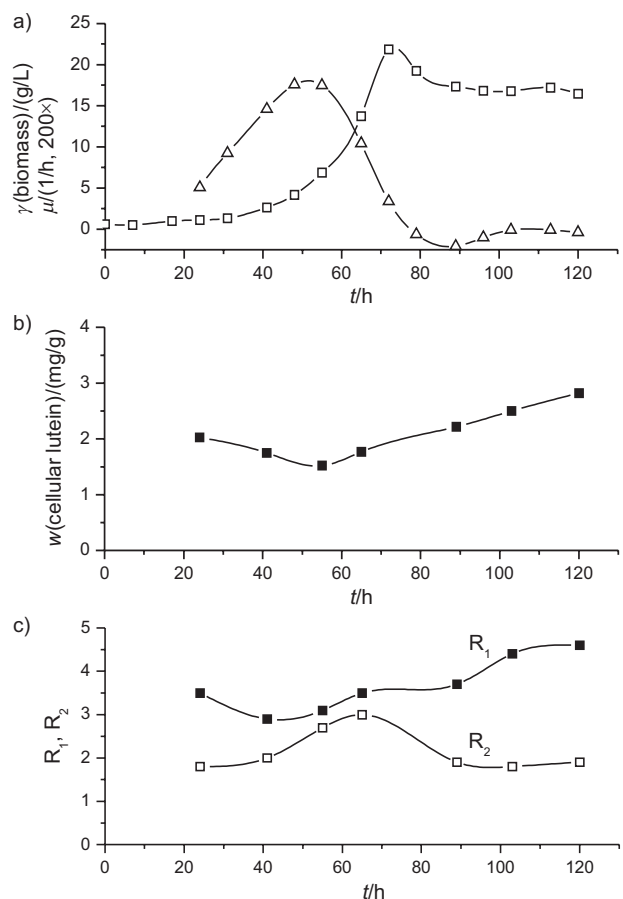 a)
25
20
15
10
5
0
γ(biomass)/(g/L)
μ/(1/h, 200×)
0 20 40 60 80 100 120
t/h
b)
4
3
2
1
0
w(cellular lutein)/(mg/g)
0 20 40 60 80 100 120
t/h
c)
5
4
3
2
1
0
R₁, R₂
R₁
R₂
0 20 40 60 80 100 120
t/h